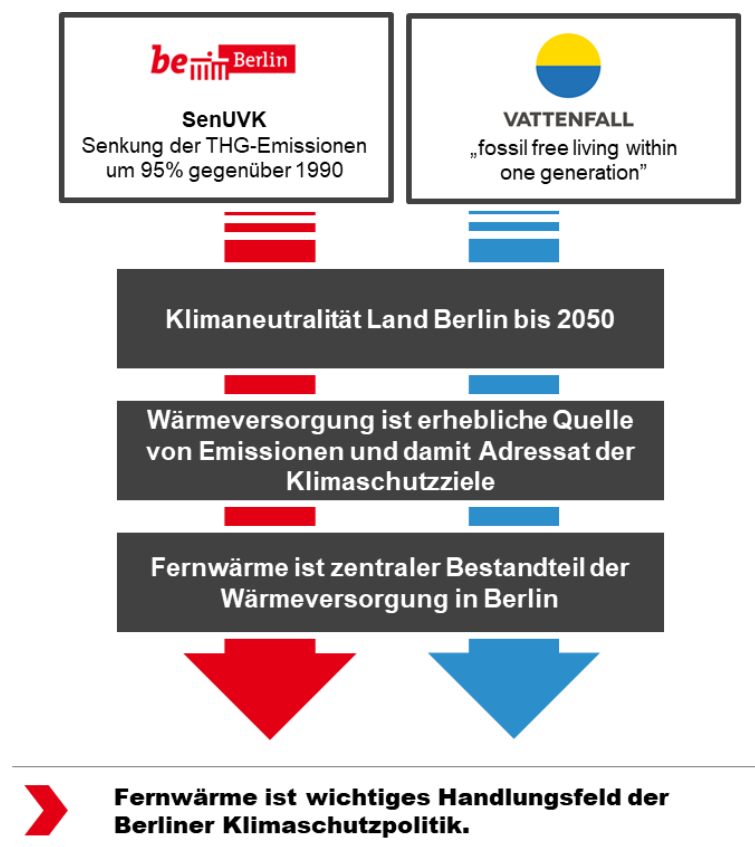 be Berlin
SenUVK
Senkung der THG-Emissionen
um 95% gegenüber 1990
VATTENFALL
„fossil free living within
one generation”
Klimaneutralität Land Berlin bis 2050
Wärmeversorgung ist erhebliche Quelle
von Emissionen und damit Adressat der
Klimaschutzziele
Fernwärme ist zentraler Bestandteil der
Wärmeversorgung in Berlin
Fernwärme ist wichtiges Handlungsfeld der
Berliner Klimaschutzpolitik.